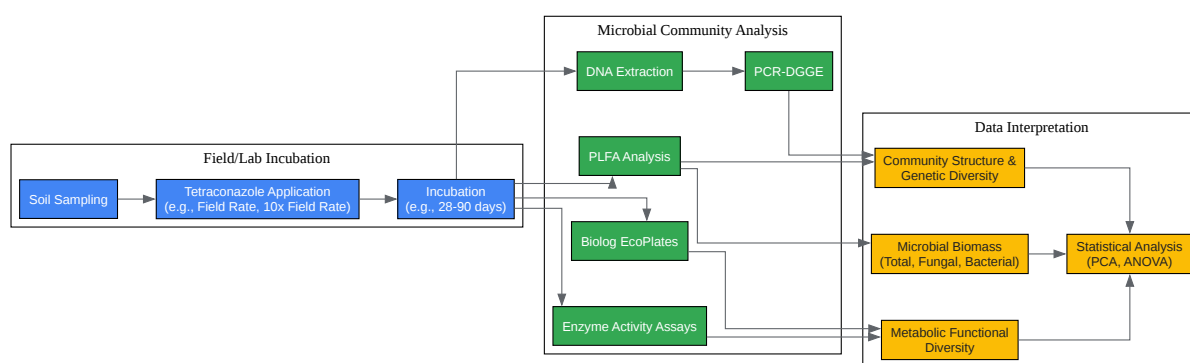 Microbial Community Analysis
DNA Extraction
PCR-DGGE
Data Interpretation
Field/Lab Incubation
PLFA Analysis
Community Structure &
Genetic Diversity
Soil Sampling
Tetraconazole Application
(e.g., Field Rate, 10x Field Rate)
Incubation
(e.g., 28-90 days)
Biolog EcoPlates
Microbial Biomass
(Total, Fungal, Bacterial)
Statistical Analysis
(PCA, ANOVA)
Enzyme Activity Assays
Metabolic Functional
Diversity